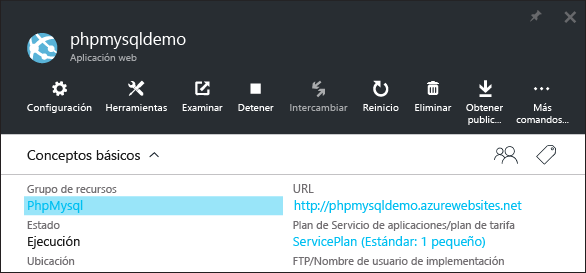 phpmysqldemo
Aplicación web
Configuración Herramientas Examinar Detener Intercambiar Reinicio Eliminar Obtener public... Más comandos...
Conceptos básicos
Grupo de recursos
PhpMysql
Estado
Ejecución
Ubicación
URL
http://phpmysqldemo.azurewebsites.net
Plan de Servicio de aplicaciones/plan de tarifa
ServicePlan (Estándar: 1 pequeño)
FTP/Nombre de usuario de implementación